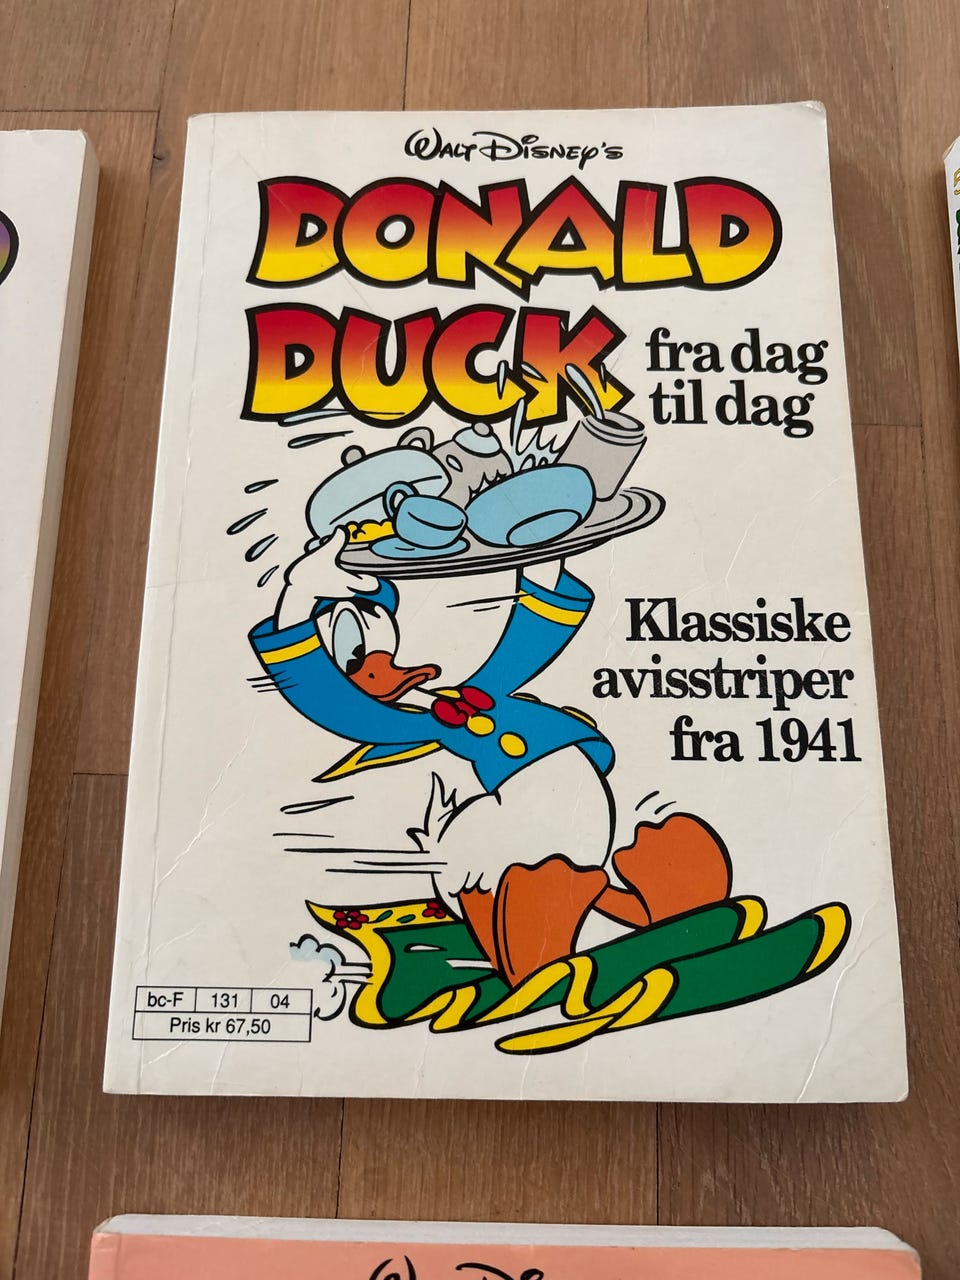 WALT DISNEY'S
DONALD
DUCK
fra dag
til dag
Klassiske
avisstriper
fra 1941
bc-F 131 04
Pris kr 67,50